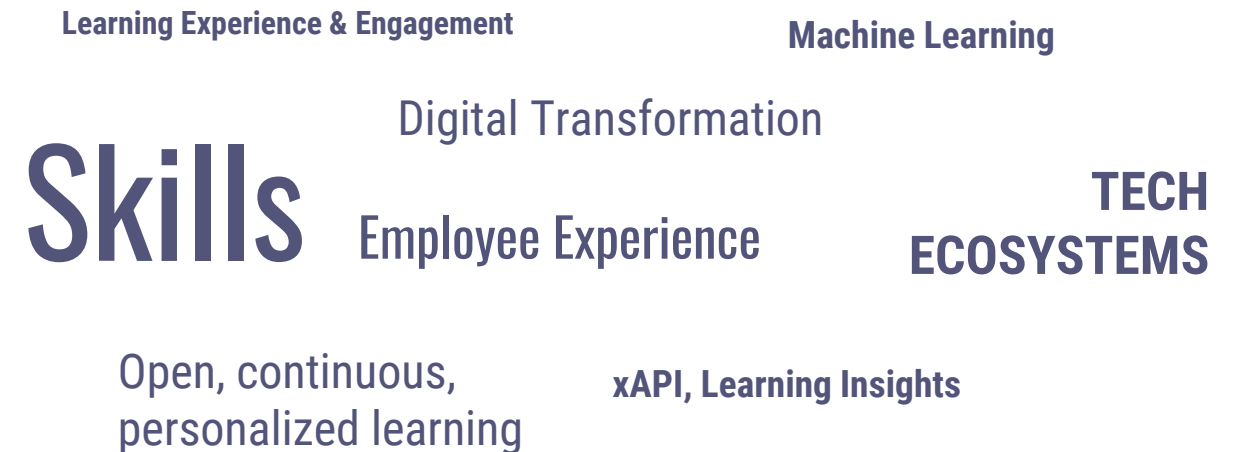 Learning Experience & Engagement
Machine Learning
Digital Transformation
Skills
Employee Experience
TECH
ECOSYSTEMS
Open, continuous,
personalized learning
xAPI, Learning Insights